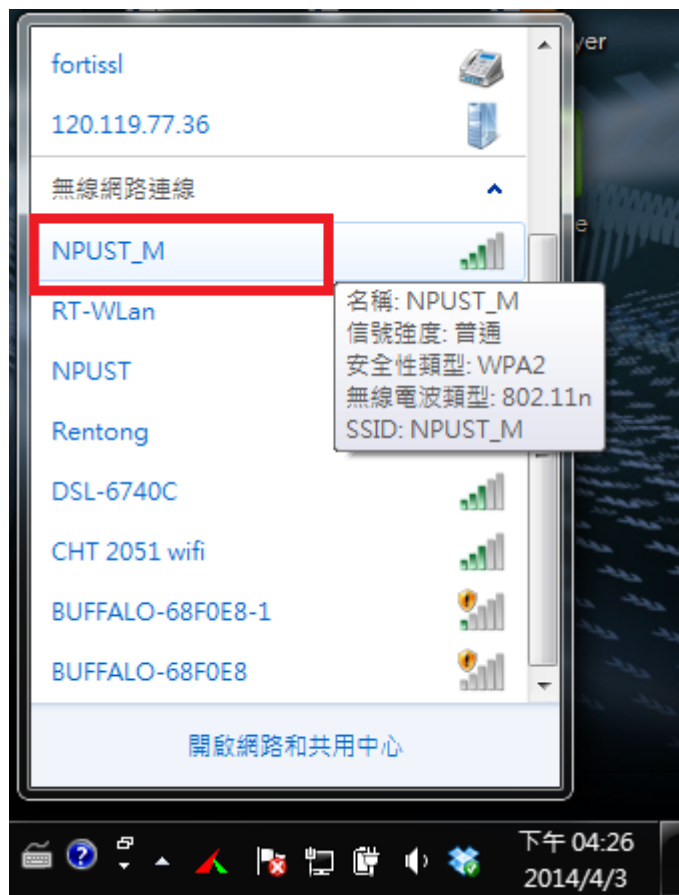 yer
fortissl
120.119.77.36
無線網路連線
e
NPUST_M
名稱: NPUST_M
信號強度: 普通
安全性類型: WPA2
無線電波類型: 802.11n
SSID: NPUST_M
RT-WLan
NPUST
Rentong
DSL-6740C
CHT 2051 wifi
BUFFALO-68F0E8-1
BUFFALO-68F0E8
開啟網路和共用中心
下午 04:26
2014/4/3